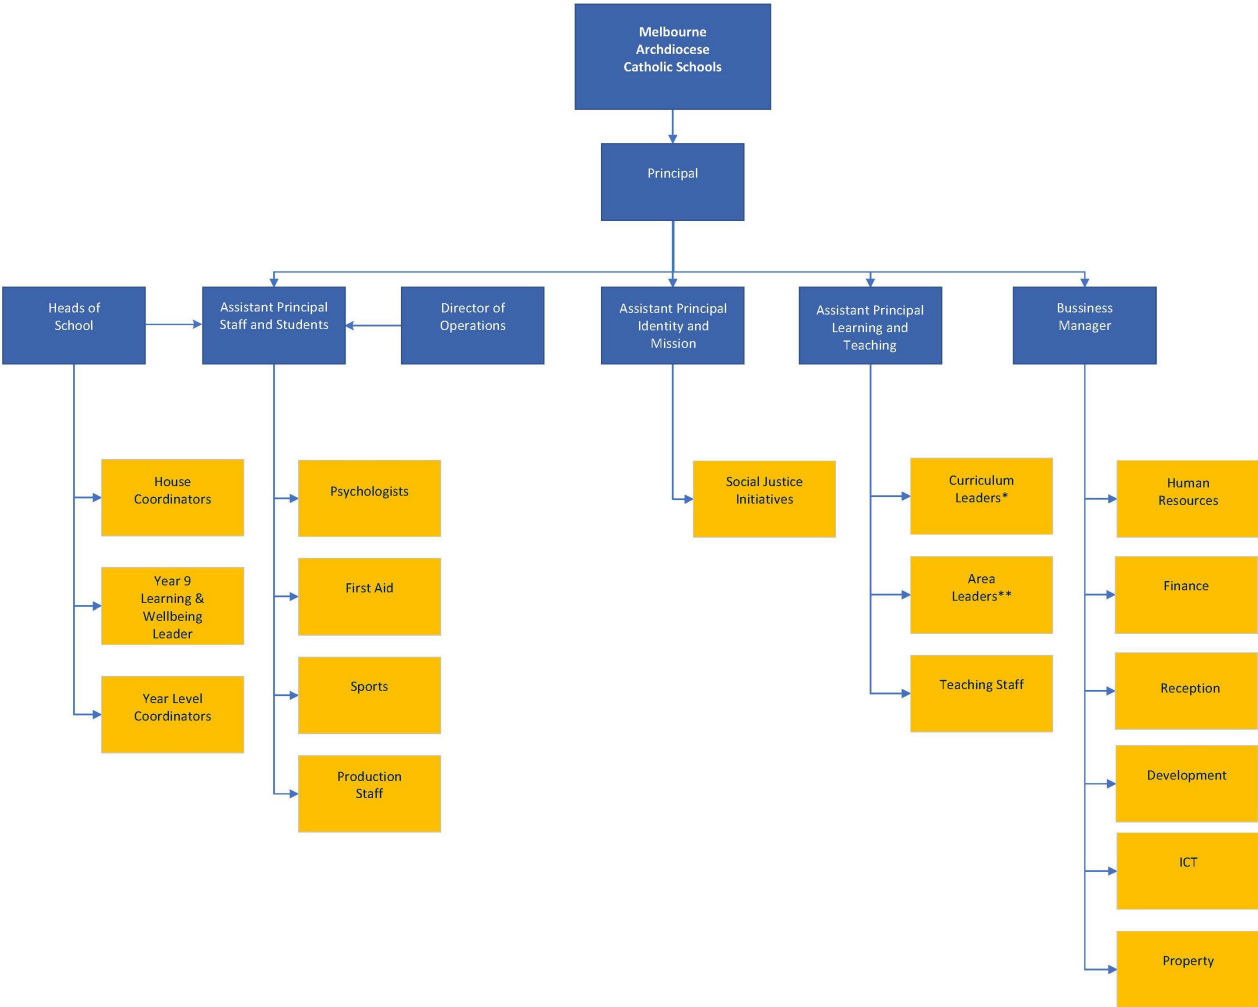 Melbourne
Archdiocese
Catholic Schools
Principal
Heads of
School
Assistant Principal
Staff and Students
Director of
Operations
Assistant Principal
Identity and
Mission
Assistant Principal
Learning and
Teaching
Bussiness
Manager
House
Coordinators
Year 9
Learning &
Wellbeing
Leader
Year Level
Coordinators
Psychologists
First Aid
Sports
Production
Staff
Social Justice
Initiatives
Curriculum
Leaders*
Area
Leaders**
Teaching Staff
Human
Resources
Finance
Reception
Development
ICT
Property